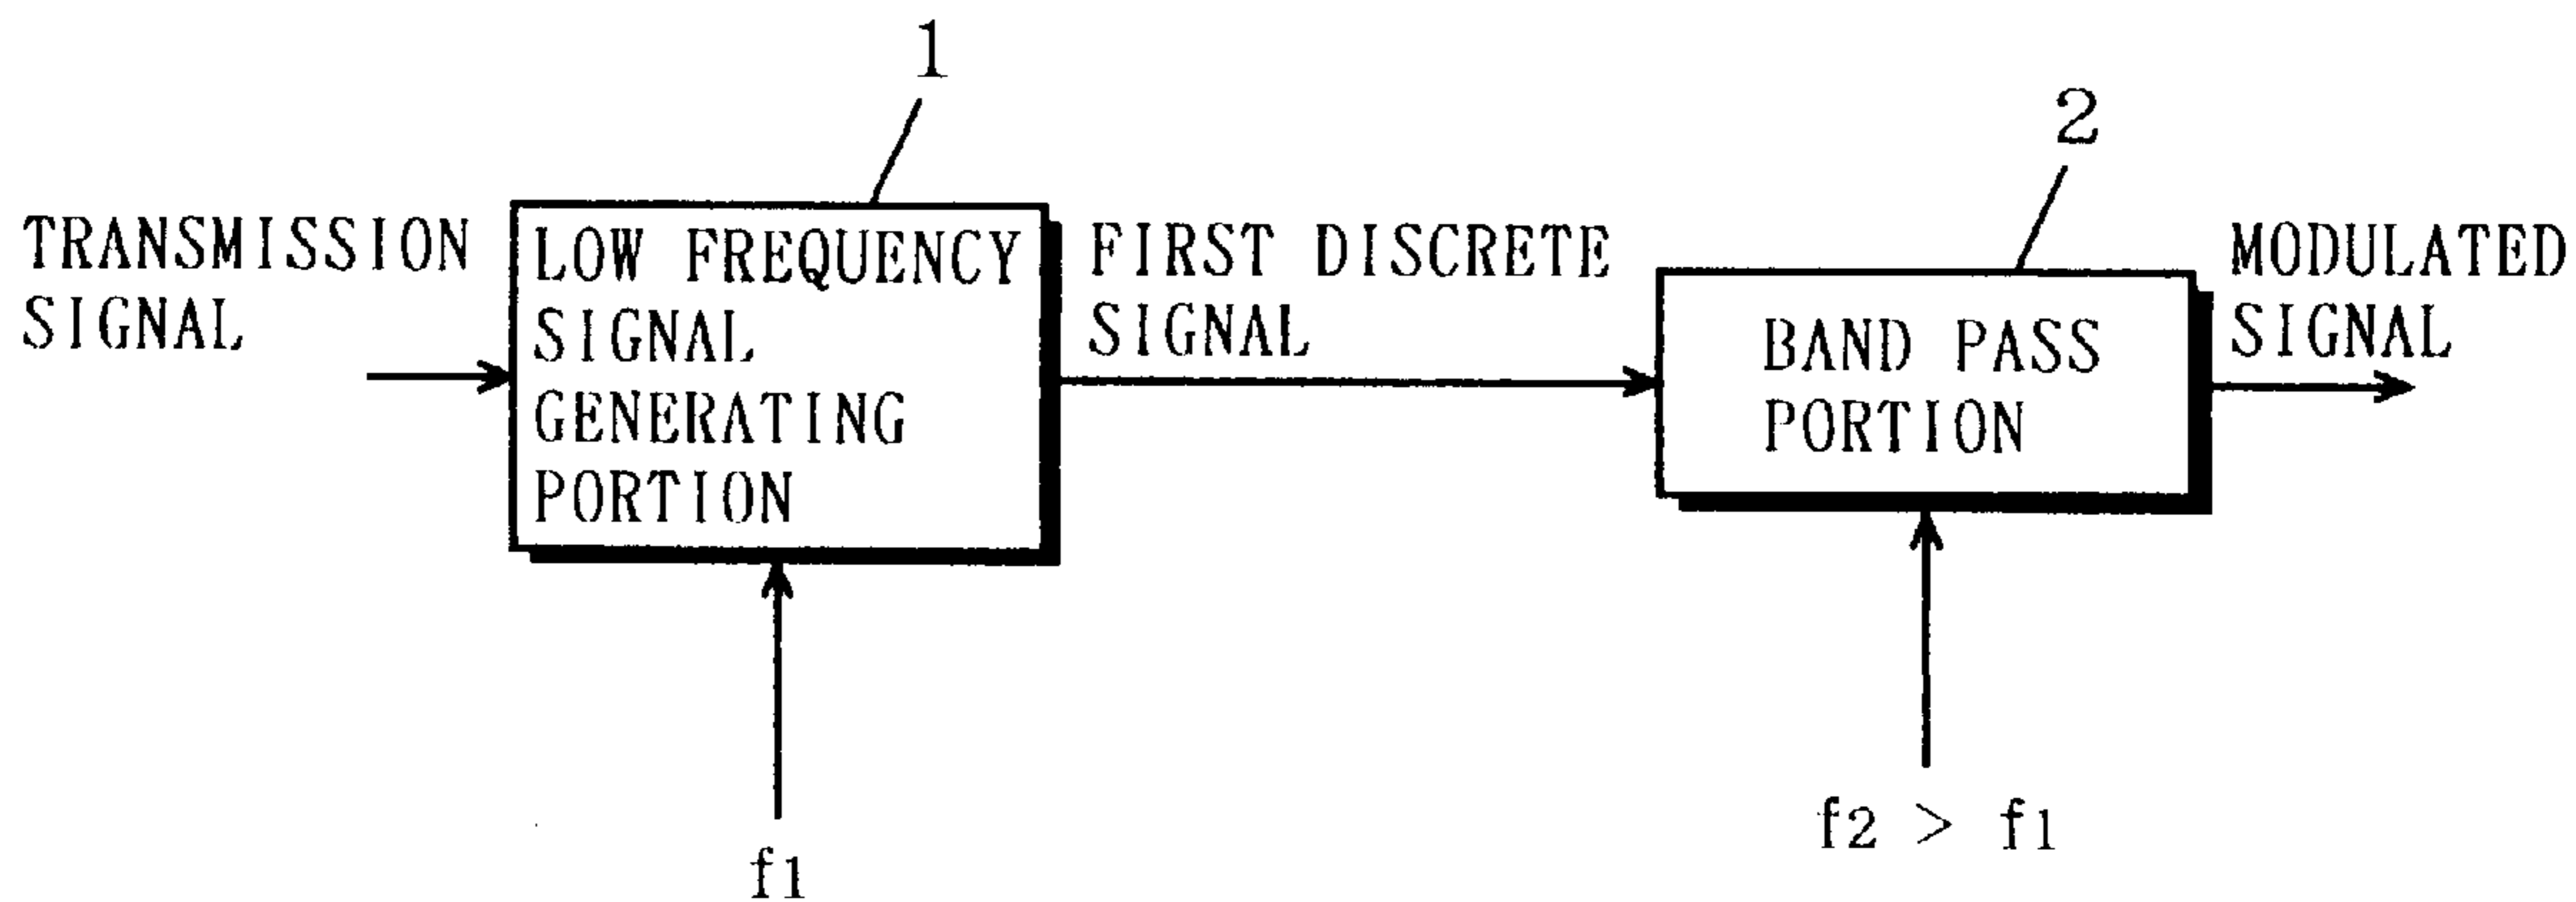 1
2
TRANSMISSION
SIGNAL
LOW FREQUENCY
SIGNAL
GENERATING
PORTION
FIRST DISCRETE
SIGNAL
BAND PASS
PORTION
MODULATED
SIGNAL
f1
f2 > f1